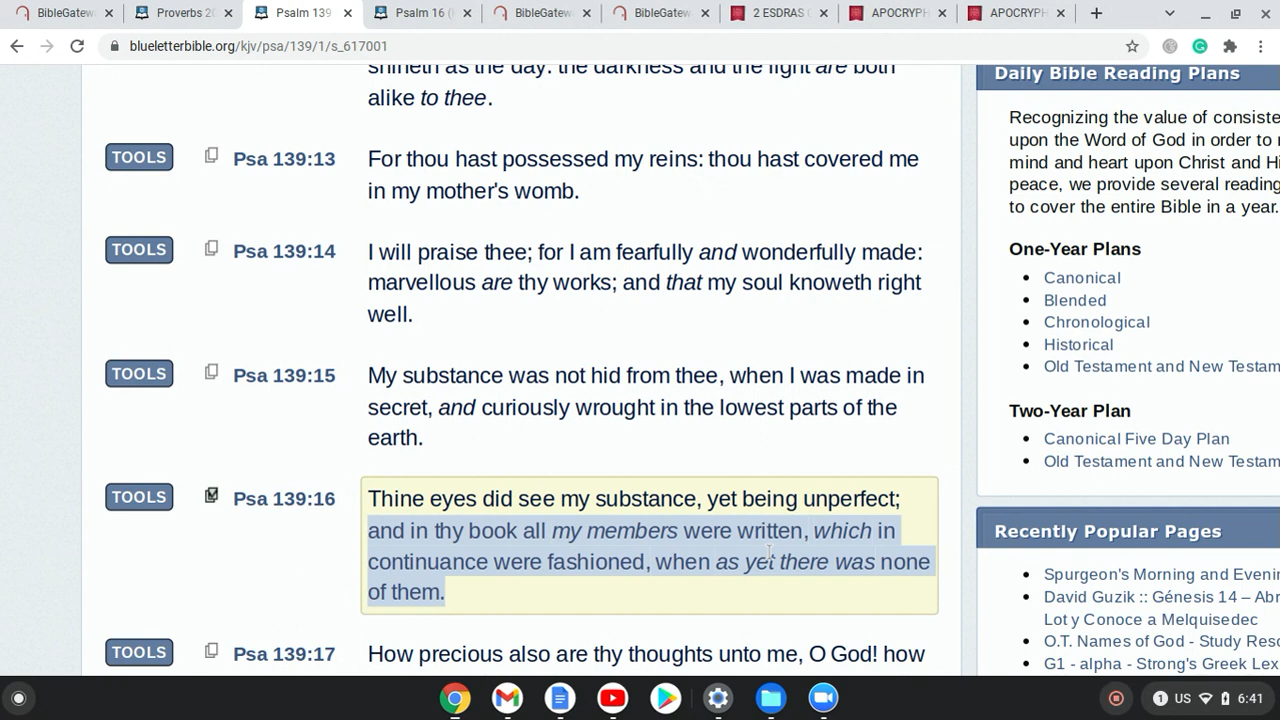 BibleGatew
Proverbs 20
Psalm 139
Psalm 16 (
BibleGatew
BibleGatew
2 ESDRAS
APOCRYPH
APOCRYPH
blueletterbible.org/kjv/psa/139/1/s_617001
shineth as the day: the darkness and the light are both
alike to thee.
TOOLS
Psa 139:13
For thou hast possessed my reins: thou hast covered me
in my mother's womb.
TOOLS
Psa 139:14
I will praise thee; for I am fearfully and wonderfully made:
marvellous are thy works; and that my soul knoweth right
well.
TOOLS
Psa 139:15
My substance was not hid from thee, when I was made in
secret, and curiously wrought in the lowest parts of the
earth.
TOOLS
Psa 139:16
Thine eyes did see my substance, yet being unperfect;
and in thy book all my members were written, which in
continuance were fashioned, when as yet there was none
of them.
TOOLS
Psa 139:17
How precious also are thy thoughts unto me, O God! how
Daily Bible Reading Plans
Recognizing the value of consiste
upon the Word of God in order to r
mind and heart upon Christ and Hi
peace, we provide several reading
to cover the entire Bible in a year.
One-Year Plans
Canonical
Blended
Chronological
Historical
Old Testament and New Testam
Two-Year Plan
Canonical Five Day Plan
Old Testament and New Testam
Recently Popular Pages
Spurgeon's Morning and Evenin
David Guzik :: Génesis 14 – Abr
Lot y Conoce a Melquisedec
O.T. Names of God - Study Reso
G1 - alpha - Strong's Greek Lex
1
US
6:41